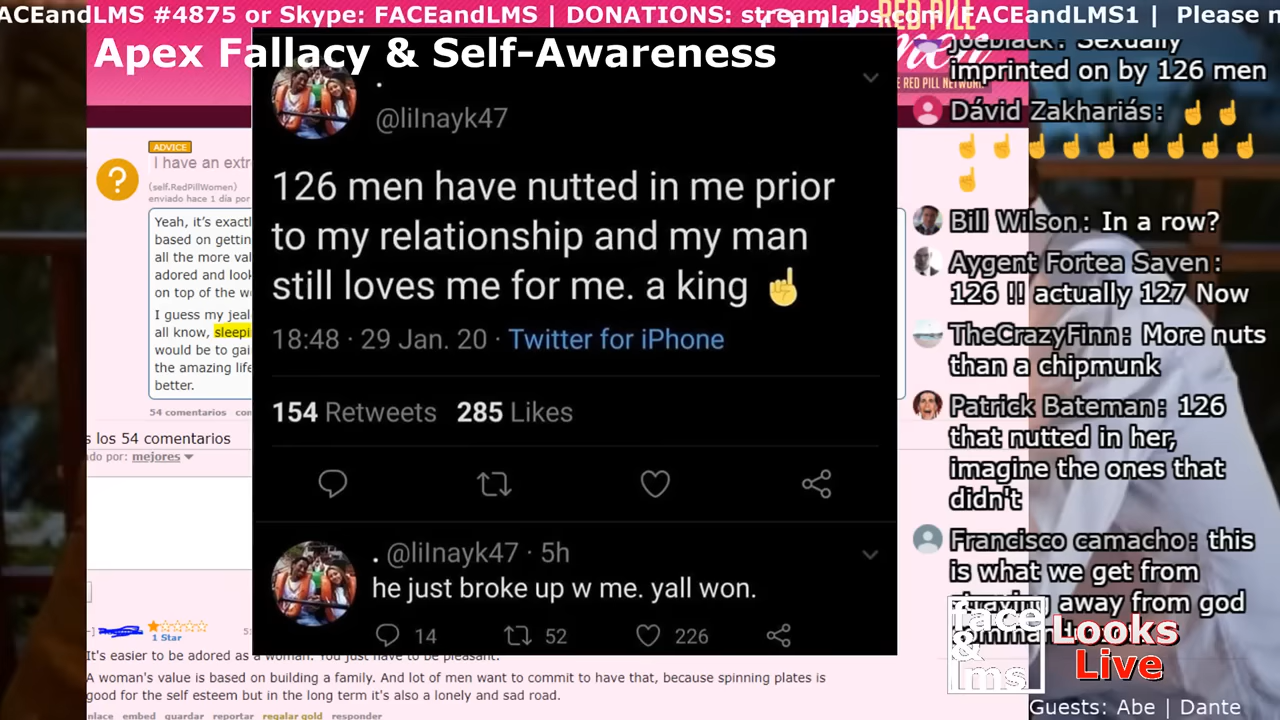 ACEandLMS #4875 or Skype: FACEandLMS | DONATIONS: streamlabs.com/FACEandLMS1 | Please
Apex Fallacy & Self-Awareness
RED PILL
RED PILL NETWORK
.
@lilnayk47
126 men have nutted in me prior
to my relationship and my man
still loves me for me. a king ☝
18:48 · 29 Jan. 20 · Twitter for iPhone
154 Retweets 285 Likes
. @lilnayk47 · 5h
he just broke up w me. yall won.
14 52 226
ADVICE
I have an extr
(self.RedPillWomen)
enviado hace 1 día por
Yeah, it's exactl
based on gettin
all the more val
adored and look
on top of the w
I guess my jeal
all know, sleepi
would be to gai
the amazing life
better.
54 comentarios com
s los 54 comentarios
ado por: mejores
1 Star
It's easier to be adored as a woman. You just have to be pleasant.
A woman's value is based on building a family. And lot of men want to commit to have that, because spinning plates is
good for the self esteem but in the long term it's also a lonely and sad road.
nlace embed guardar reportar regalar gold responder
joeblack: Sexually
imprinted on by 126 men
Dávid Zakhariás: ☝ ☝
☝ ☝ ☝ ☝ ☝ ☝ ☝ ☝ ☝
☝
Bill Wilson: In a row?
Aygent Fortea Saven:
126 !! actually 127 Now
TheCrazyFinn: More nuts
than a chipmunk
Patrick Bateman: 126
that nutted in her,
imagine the ones that
didn't
Francisco camacho: this
is what we get from
straying away from god
face
&
lms
Looks
Live
Guests: Abe | Dante